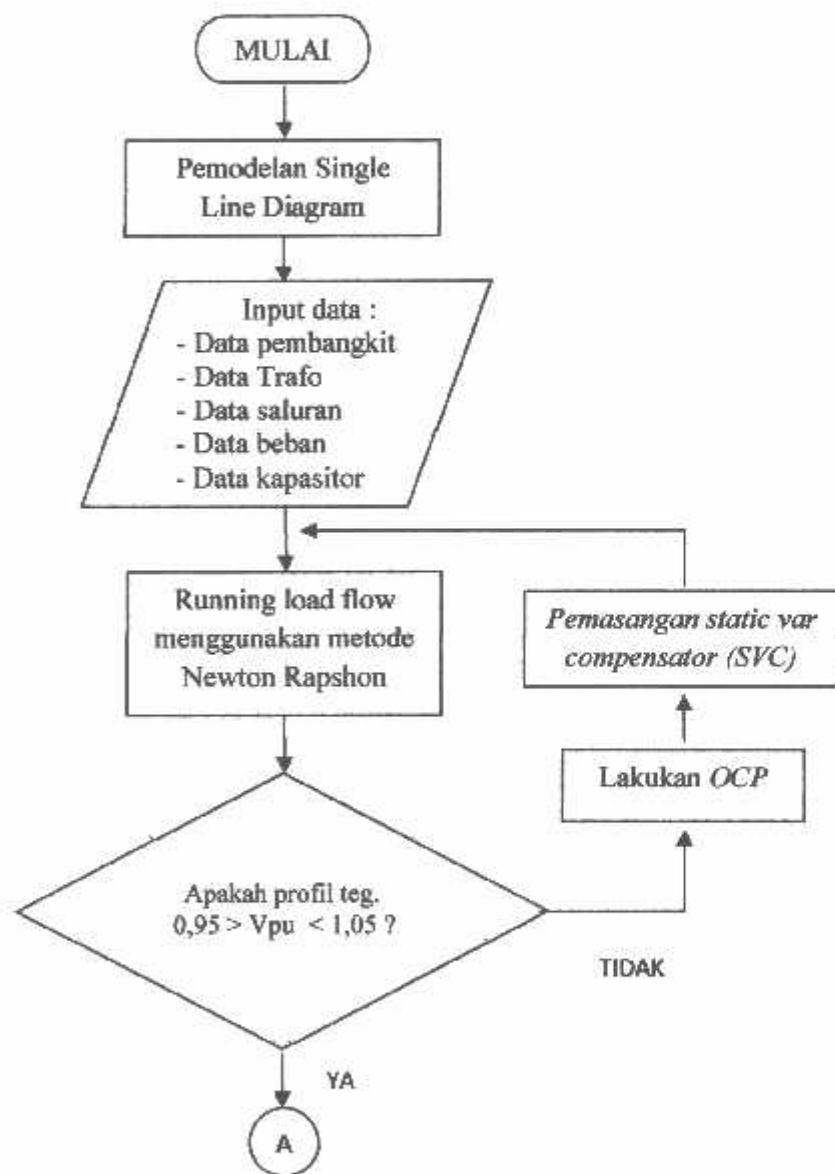 MULAI
Pemodelan Single
Line Diagram
Input data :
- Data pembangkit
- Data Trafo
- Data saluran
- Data beban
- Data kapasitor
Running load flow
menggunakan metode
Newton Rapshon
Pemasangan static var
compensator (SVC)
Lakukan OCP
Apakah profil teg.
0,95 > Vpu < 1,05 ?
TIDAK
YA
A